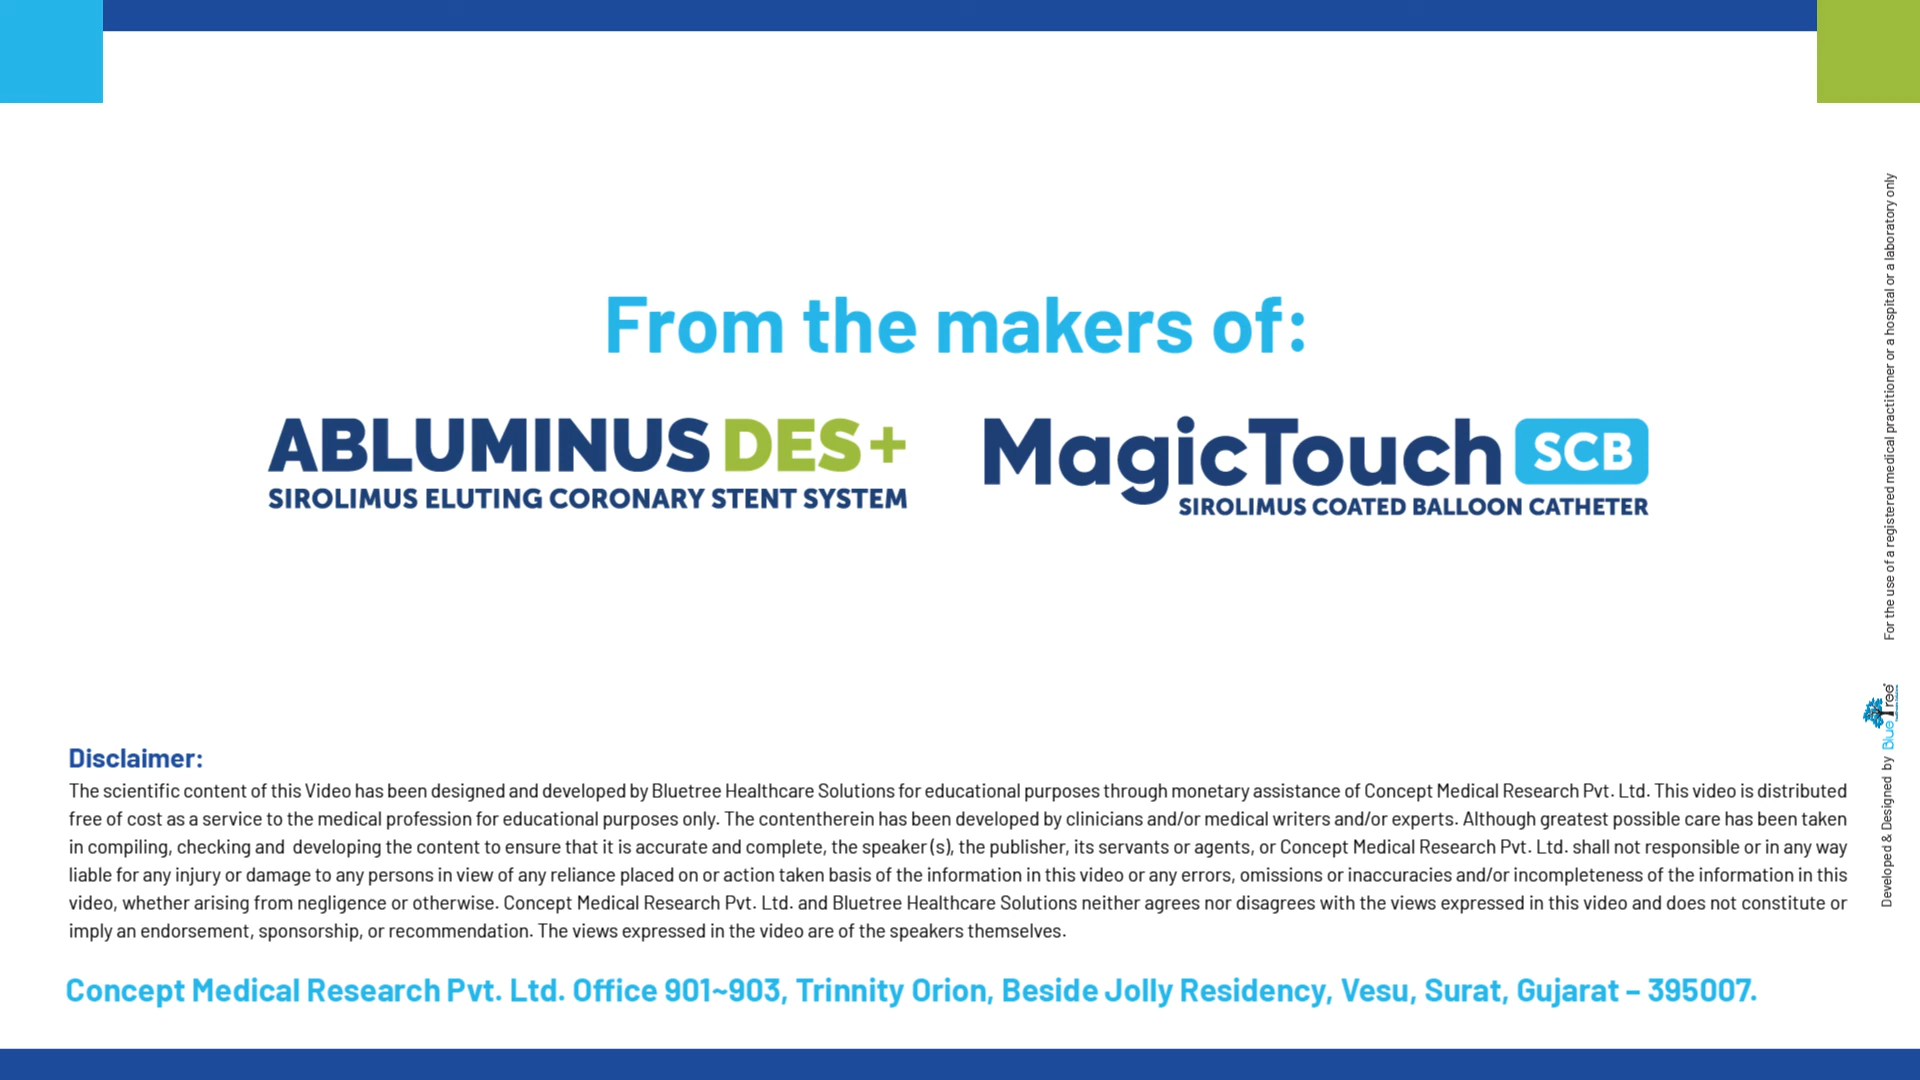 From the makers of:
ABLUMINUS DES+
SIROLIMUS ELUTING CORONARY STENT SYSTEM
MagicTouch SCB
SIROLIMUS COATED BALLOON CATHETER
Disclaimer:
The scientific content of this Video has been designed and developed by Bluetree Healthcare Solutions for educational purposes through monetary assistance of Concept Medical Research Pvt. Ltd. This video is distributed
free of cost as a service to the medical profession for educational purposes only. The contentherein has been developed by clinicians and/or medical writers and/or experts. Although greatest possible care has been taken
in compiling, checking and developing the content to ensure that it is accurate and complete, the speaker(s), the publisher, its servants or agents, or Concept Medical Research Pvt. Ltd. shall not responsible or in any way
liable for any injury or damage to any persons in view of any reliance placed on or action taken basis of the information in this video or any errors, omissions or inaccuracies and/or incompleteness of the information in this
video, whether arising from negligence or otherwise. Concept Medical Research Pvt. Ltd. and Bluetree Healthcare Solutions neither agrees nor disagrees with the views expressed in this video and does not constitute or
imply an endorsement, sponsorship, or recommendation. The views expressed in the video are of the speakers themselves.
Concept Medical Research Pvt. Ltd. Office 901~903, Trinnity Orion, Beside Jolly Residency, Vesu, Surat, Gujarat – 395007.
For the use of a registered medical practitioner or a hospital or a laboratory only
Developed & Designed by Blue Tree